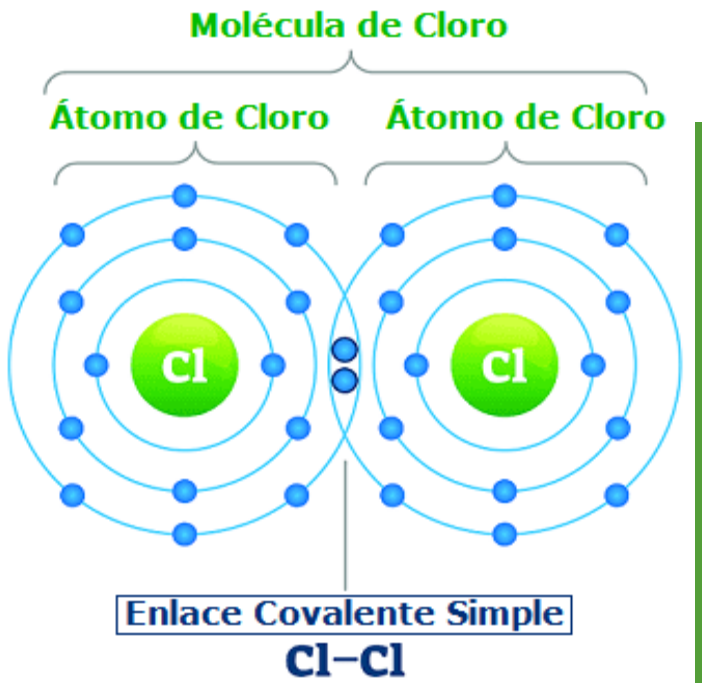 Molécula de Cloro
Átomo de Cloro
Átomo de Cloro
Cl
Cl
Enlace Covalente Simple
Cl–Cl